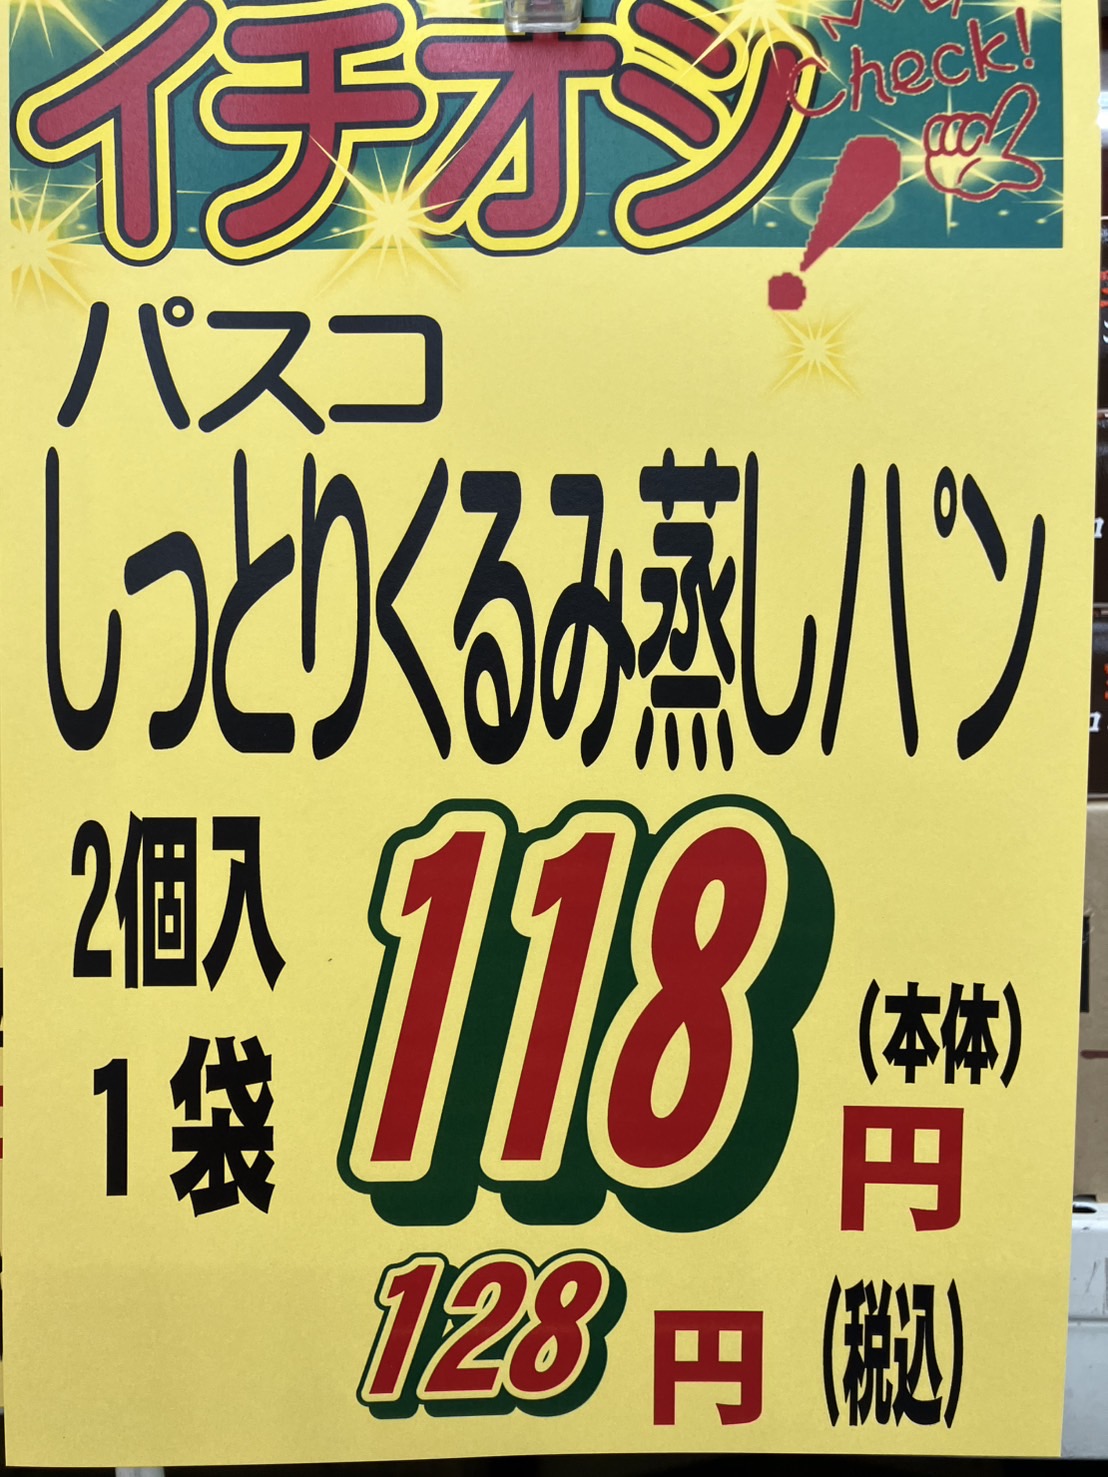 イチオシ
Check!
パスコ
しっとりくるみ蒸しパン
2個入
1袋
118
(本体)
円
128円
(税込)